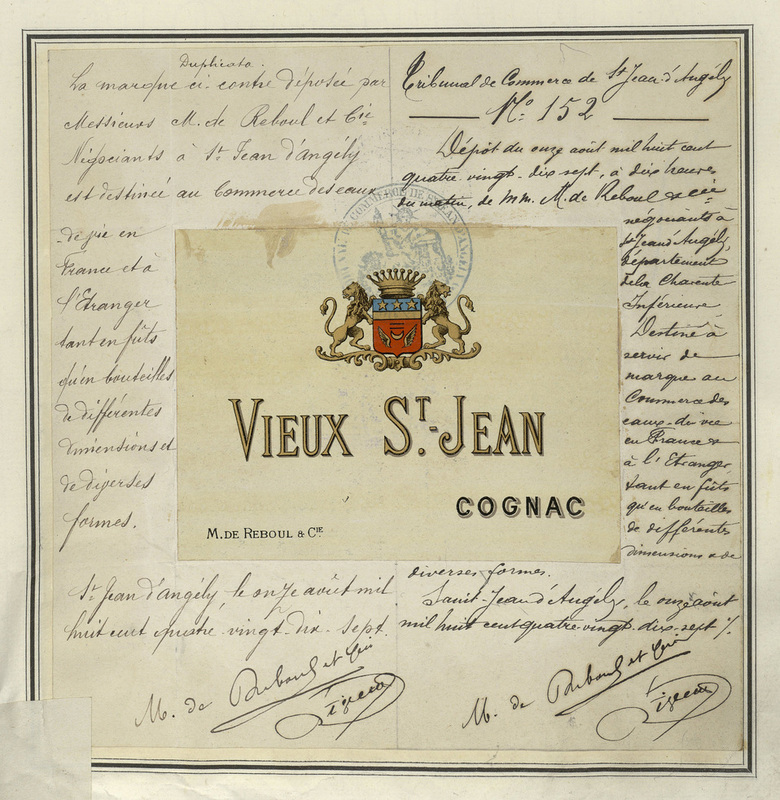 Duplicata.
La marque ci-contre déposée par
Messieurs M. de Reboul et Cie
Négociants à St Jean d'angély
est destinée au Commerce des eaux
-de vie en
France et à
l'Etranger
tant en fûts
qu'en bouteilles
de différentes
dimensions et
de diverses
formes.
St Jean d'angély le onze août mil
huit cent quatre-vingt-dix-sept.
M. de Reboul et Cie
Tribunal de Commerce de St Jean d'Angély
No: 152
Dépôt du onze août mil huit cent
quatre vingt-dix sept, à dix heures
du matin, de mm. M. de Reboul & Cie
négociants à
St Jean d'Angély,
département
de la Charente
Inférieure
Destiné à
servir de
marque au
Commerce des
eaux-de vie
en France &
à l'Etranger,
tant en fûts
qu'en bouteilles
de différentes
dimensions & de
diverses formes.
Saint-Jean d'Angély, le onze août
mil huit cent quatre-vingt-dix-sept %.
M. de Reboul et Cie
VIEUX ST.-JEAN
COGNAC
M. DE REBOUL & CIE